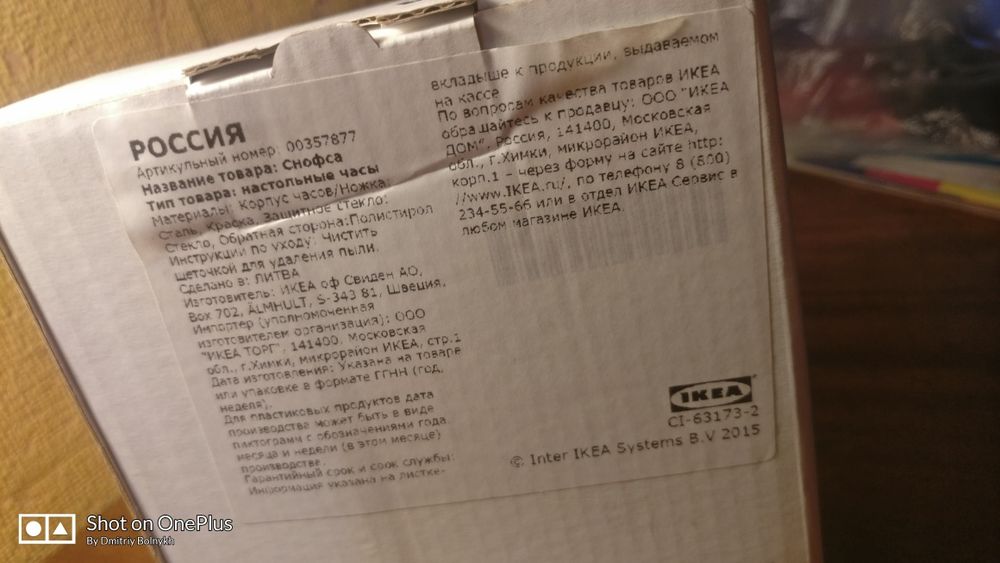 РОССИЯ
Артикульный номер: 00357877
Название товара: Снофса
Тип товара: настольные часы
Материалы: Корпус часов/Ножка:
Сталь, Краска, Защитное стекло:
Стекло, Обратная сторона:Полистирол
Инструкции по уходу: Чистить
щеточкой для удаления пыли.
Сделано в: ЛИТВА
Изготовитель: ИКЕА оф Свиден АО,
Box 702, ÄLMHULT, S-343 81, Швеция.
Импортер (уполномоченная
изготовителем организация): ООО
"ИКЕА ТОРГ", 141400, Московская
обл., г.Химки, микрорайон ИКЕА, стр.1
Дата изготовления: Указана на товаре
или упаковке в формате ГГНН (год,
неделя).
Для пластиковых продуктов дата
производства может быть в виде
пиктограмм с обозначениями года,
месяца и недели (в этом месяце)
производстве.
Гарантийный срок и срок службы:
Информация указана на листке-
вкладыше к продукции, выдаваемом
на кассе
По вопросам качества товаров ИКЕА
обращайтесь к продавцу: ООО "ИКЕА
ДОМ", Россия, 141400, Московская
обл., г.Химки, микрорайон ИКЕА,
корп.1 – через форму на сайте http:
//www.IKEA.ru/, по телефону 8 (800)
234-55-66 или в отдел ИКЕА Сервис в
любом магазине ИКЕА.
IKEA
CI-63173-2
© Inter IKEA Systems B.V 2015
Shot on OnePlus
By Dmitriy Bolnykh